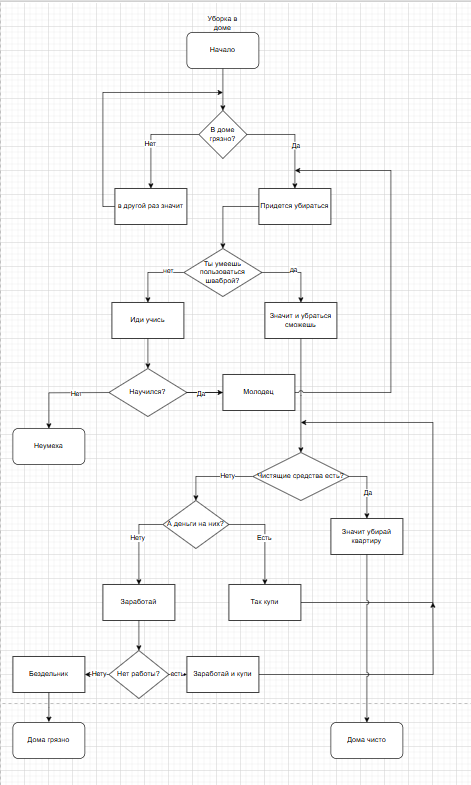 Уборка в
доме
Начало
В доме
грязно?
Нет
Да
в другой раз значит
Придется убираться
Ты умеешь
пользоваться
шваброй?
нет
да
Иди учись
Значит и убраться
сможешь
Научился?
Нет
Да
Молодец
Неумека
Чистящие средства есть?
Нету
Да
А деньги на них?
Значит убирай
квартиру
Нету
Есть
Заработай
Так купи
Бездельник
Нету
Нет работы?
есть
Заработай и купи
Дома грязно
Дома чисто